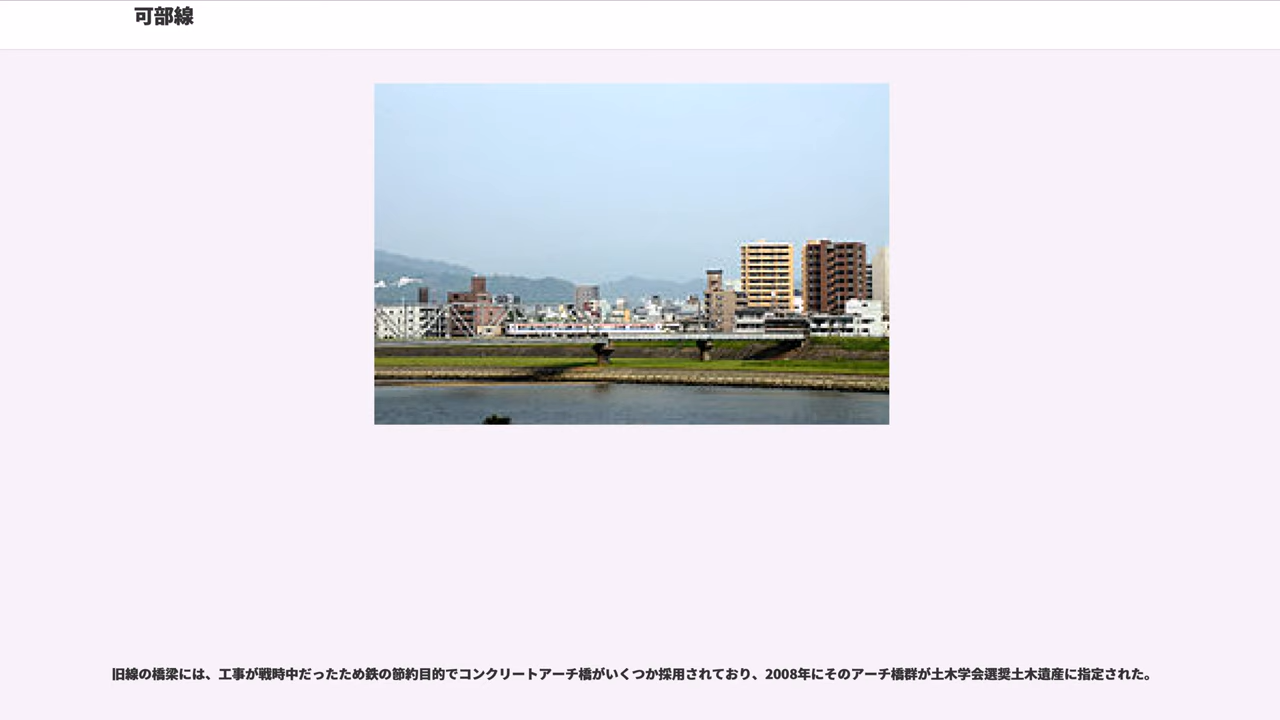 可部線
旧線の橋梁には、工事が戦時中だったため鉄の節約目的でコンクリートアーチ橋がいくつか採用されており、2008年にそのアーチ橋群が土木学会選奨土木遺産に指定された。